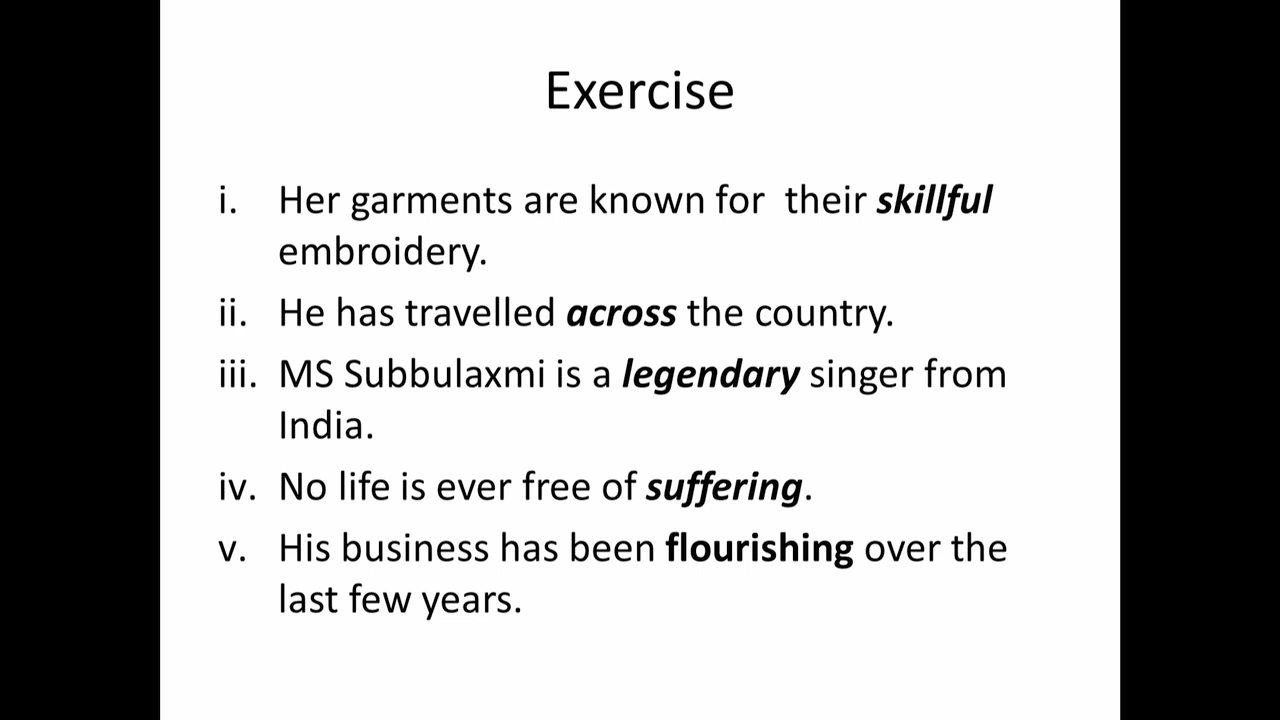 Exercise
i. Her garments are known for  their skillful
embroidery.
ii. He has travelled across the country.
iii. MS Subbulaxmi is a legendary singer from
India.
iv. No life is ever free of suffering.
v. His business has been flourishing over the
last few years.